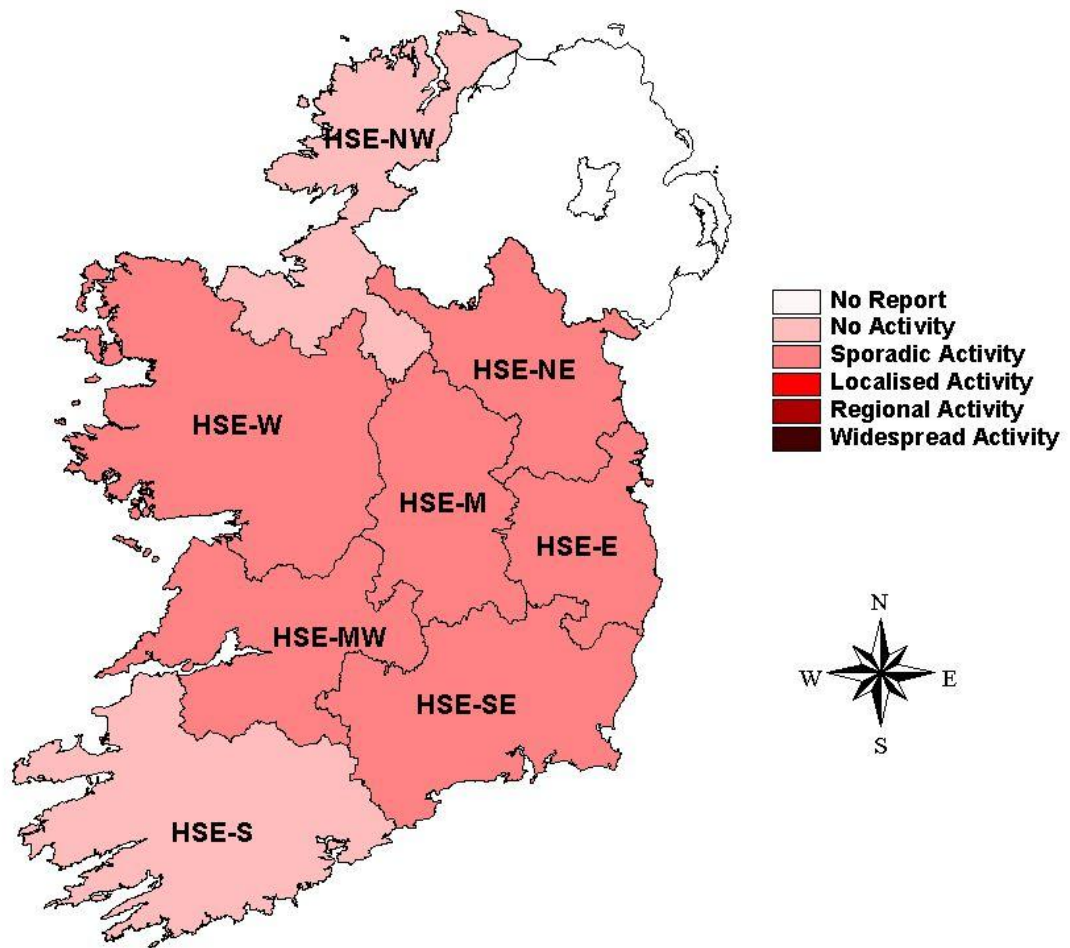 HSE-NW
HSE-NE
HSE-W
HSE-M
HSE-E
HSE-MW
HSE-SE
HSE-S
No Report
No Activity
Sporadic Activity
Localised Activity
Regional Activity
Widespread Activity
N
W E
S